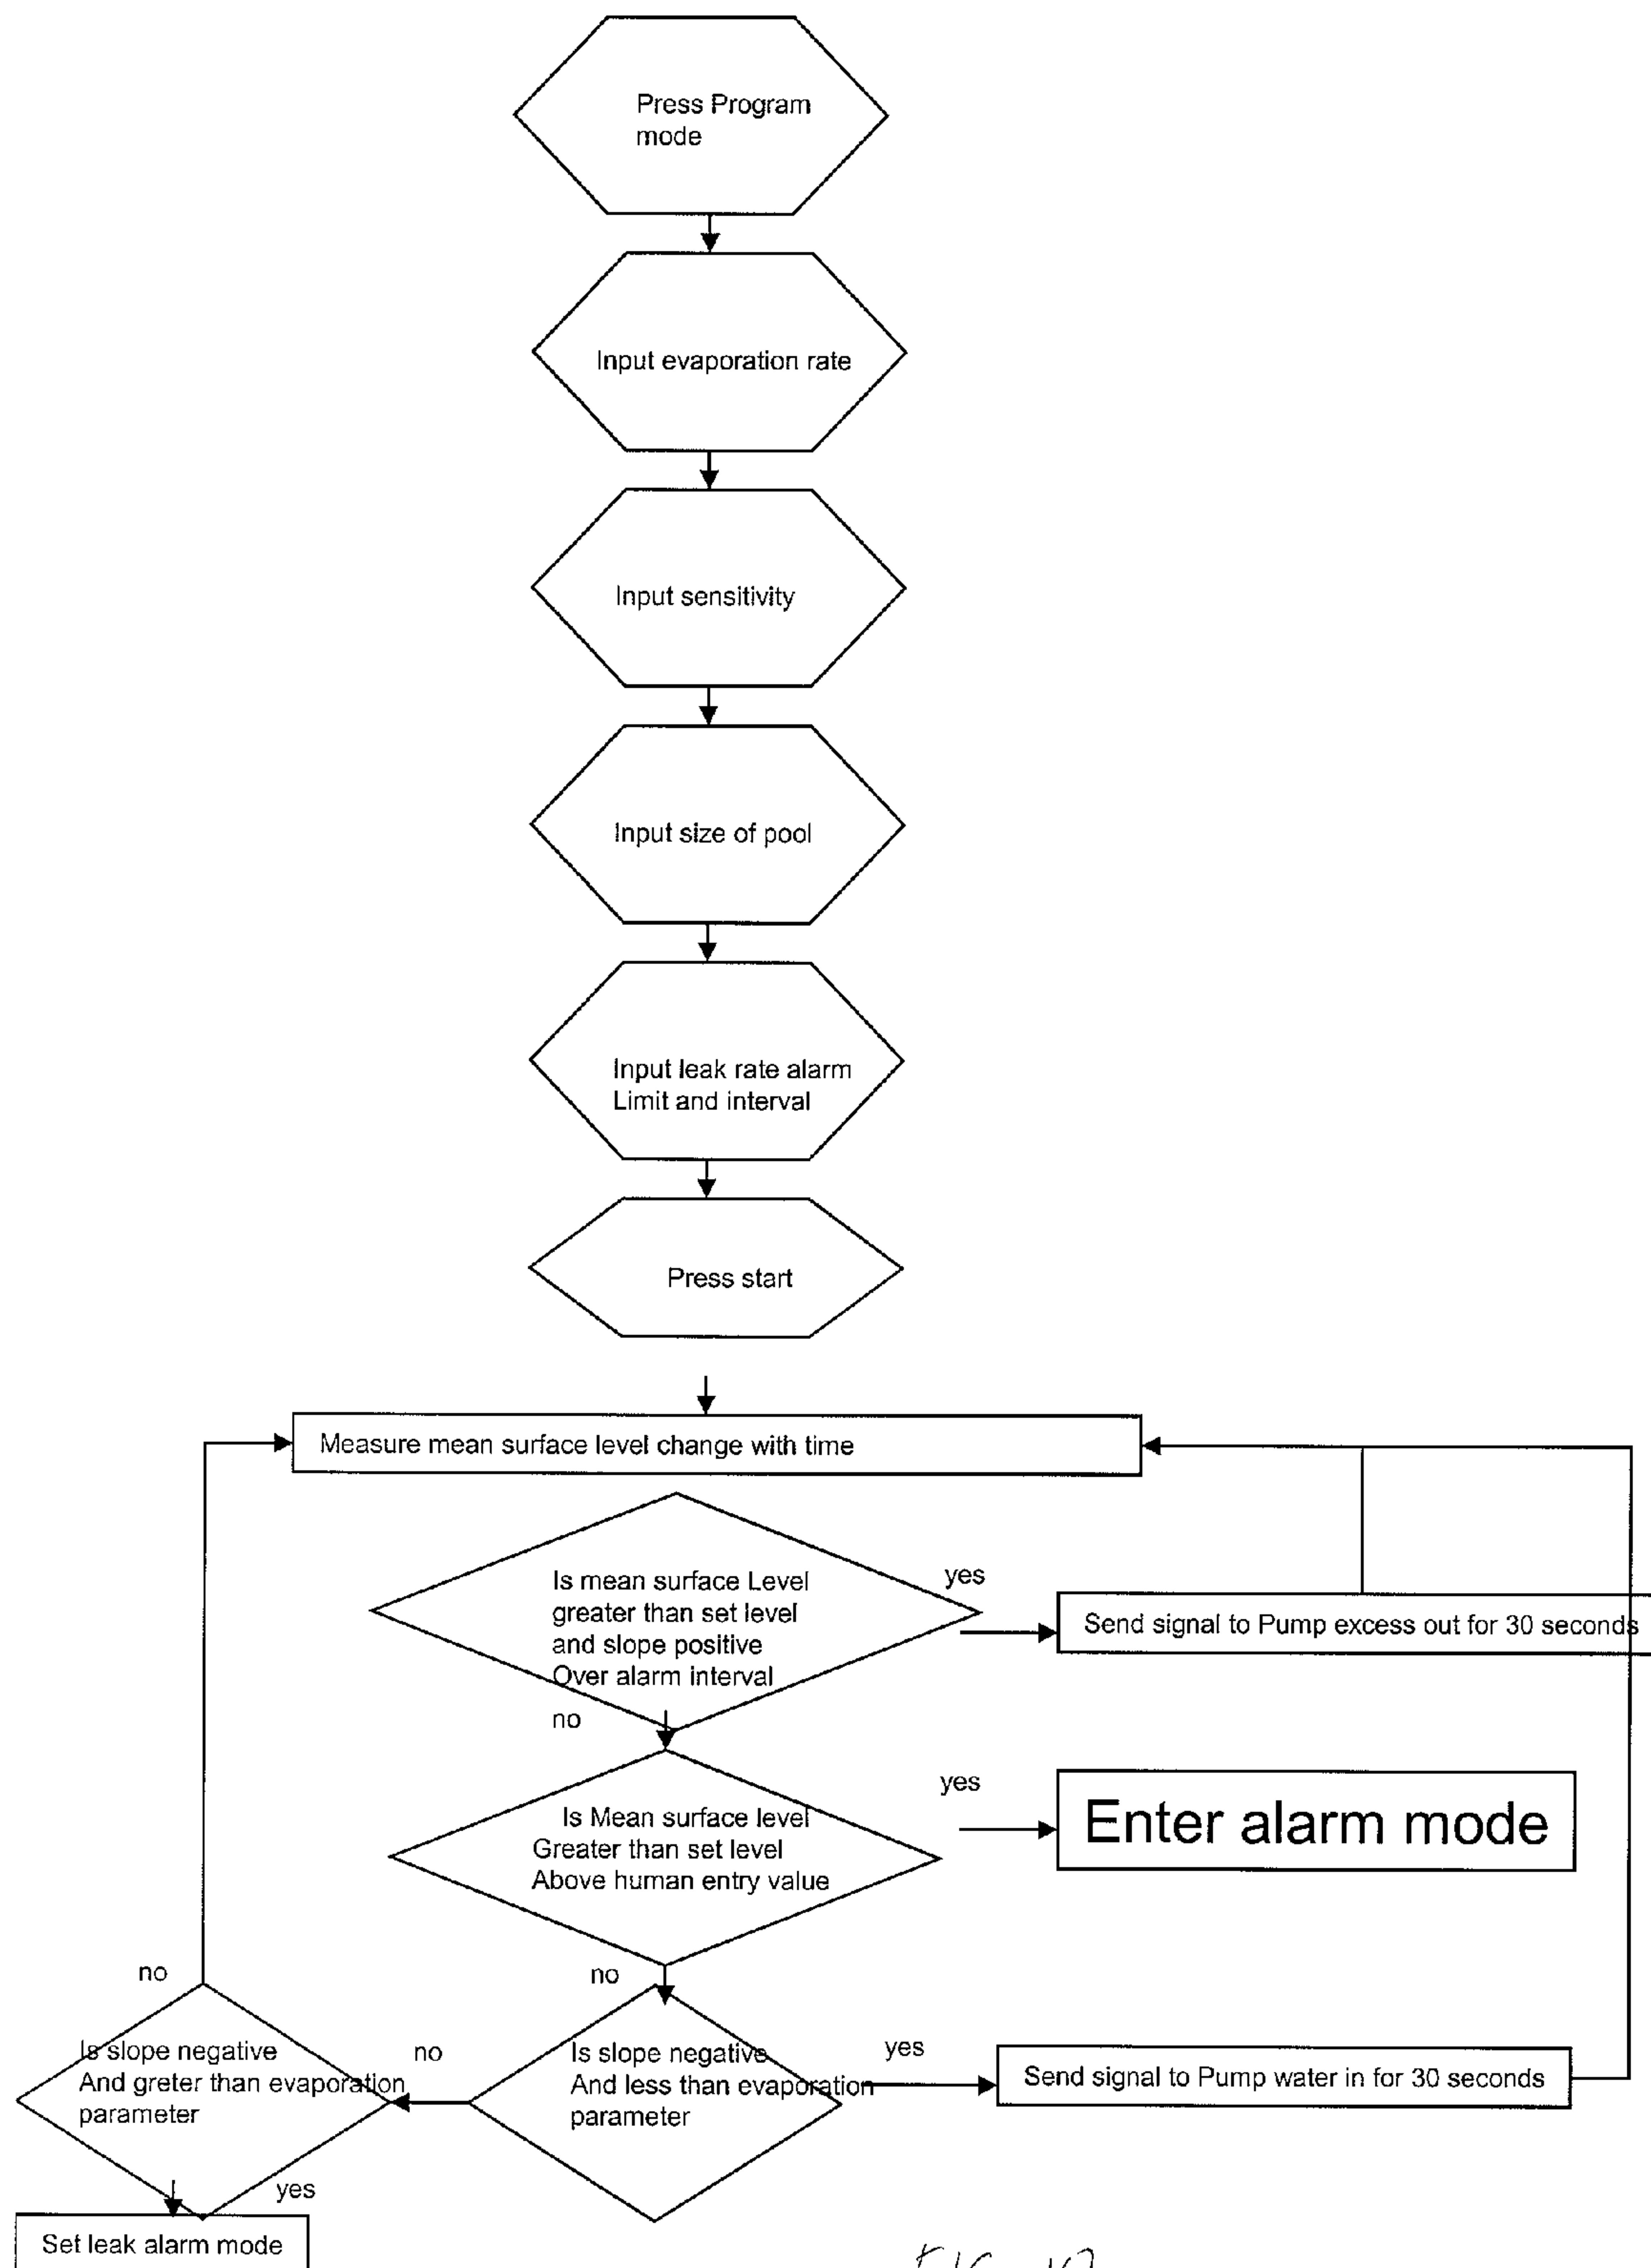 Press Program
mode
Input evaporation rate
Input sensitivity
Input size of pool
Input leak rate alarm
Limit and interval
Press start
Measure mean surface level change with time
Is mean surface Level
greater than set level
and slope positive
Over alarm interval
yes
Send signal to Pump excess out for 30 seconds
no
Is Mean surface level
Greater than set level
Above human entry value
yes
Enter alarm mode
no
Is slope negative
And less than evaporation
parameter
yes
Send signal to Pump water in for 30 seconds
no
Is slope negative
And greter than evaporation
parameter
no
yes
Set leak alarm mode